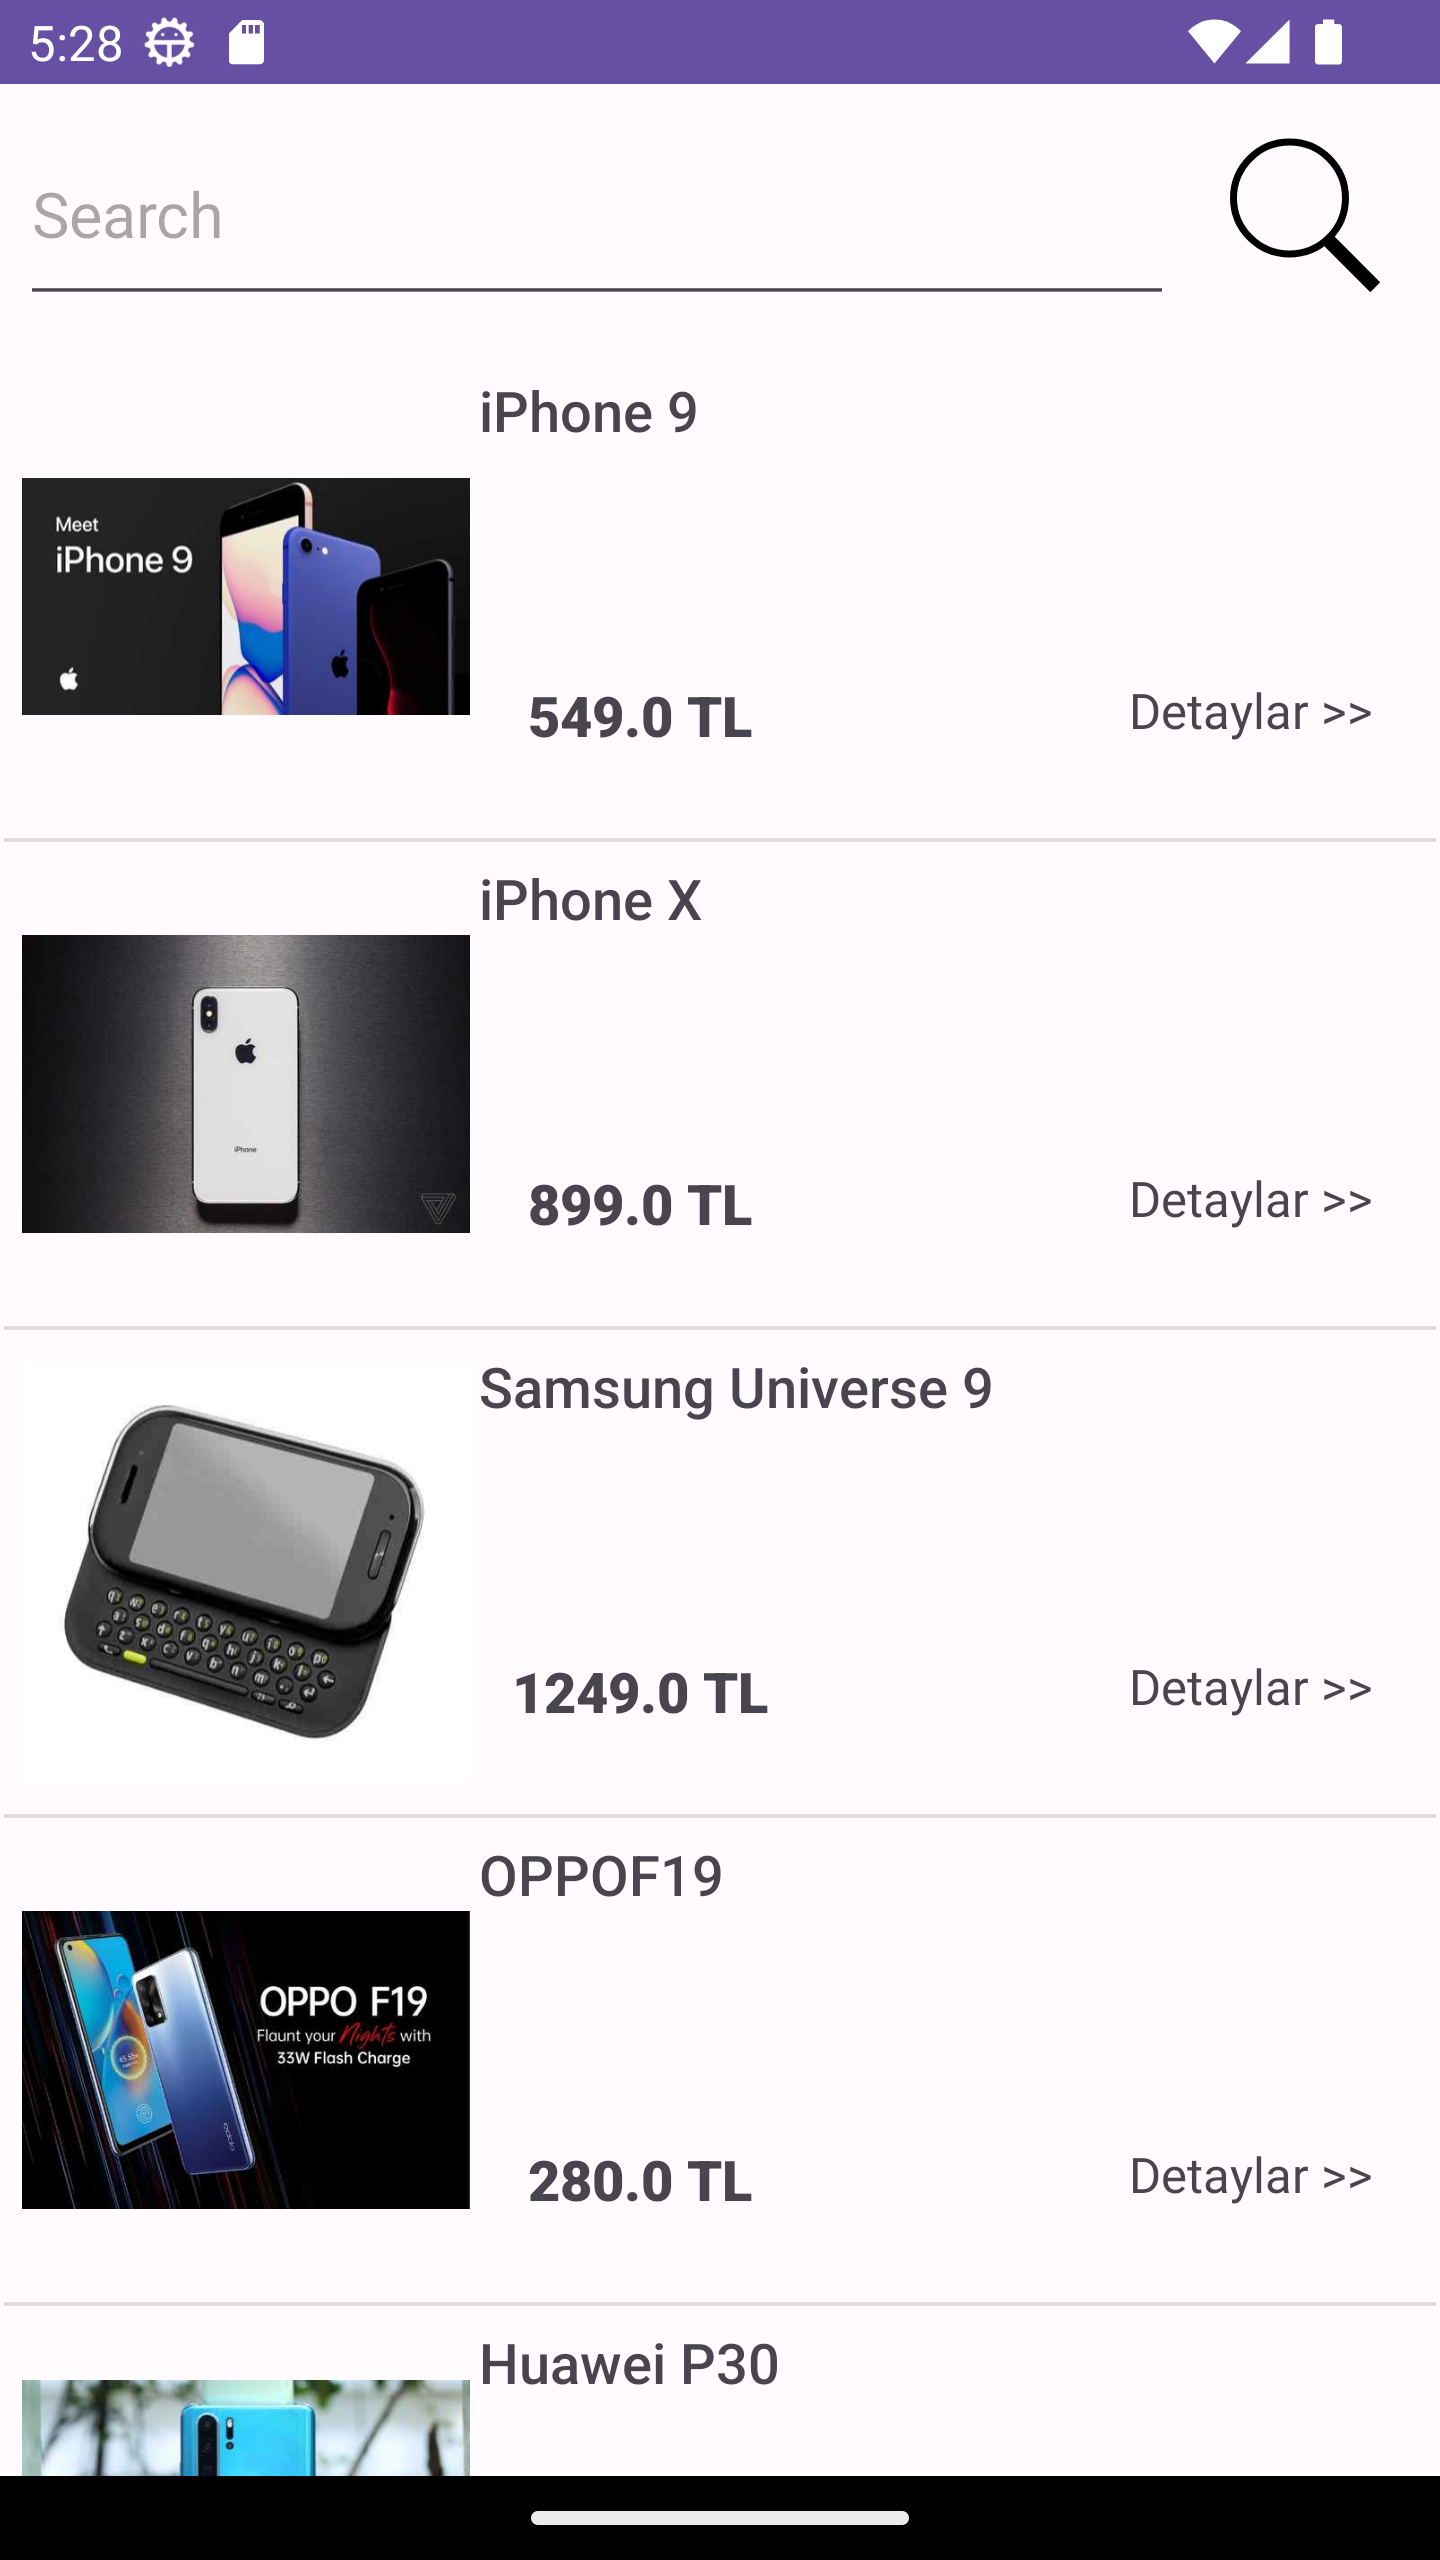 5:28
Search
iPhone 9
Meet
iPhone 9
549.0 TL
Detaylar >>
iPhone X
iPhone
899.0 TL
Detaylar >>
Samsung Universe 9
1249.0 TL
Detaylar >>
OPPOF19
OPPO F19
Flaunt your Nights with
33W Flash Charge
oppo
280.0 TL
Detaylar >>
Huawei P30